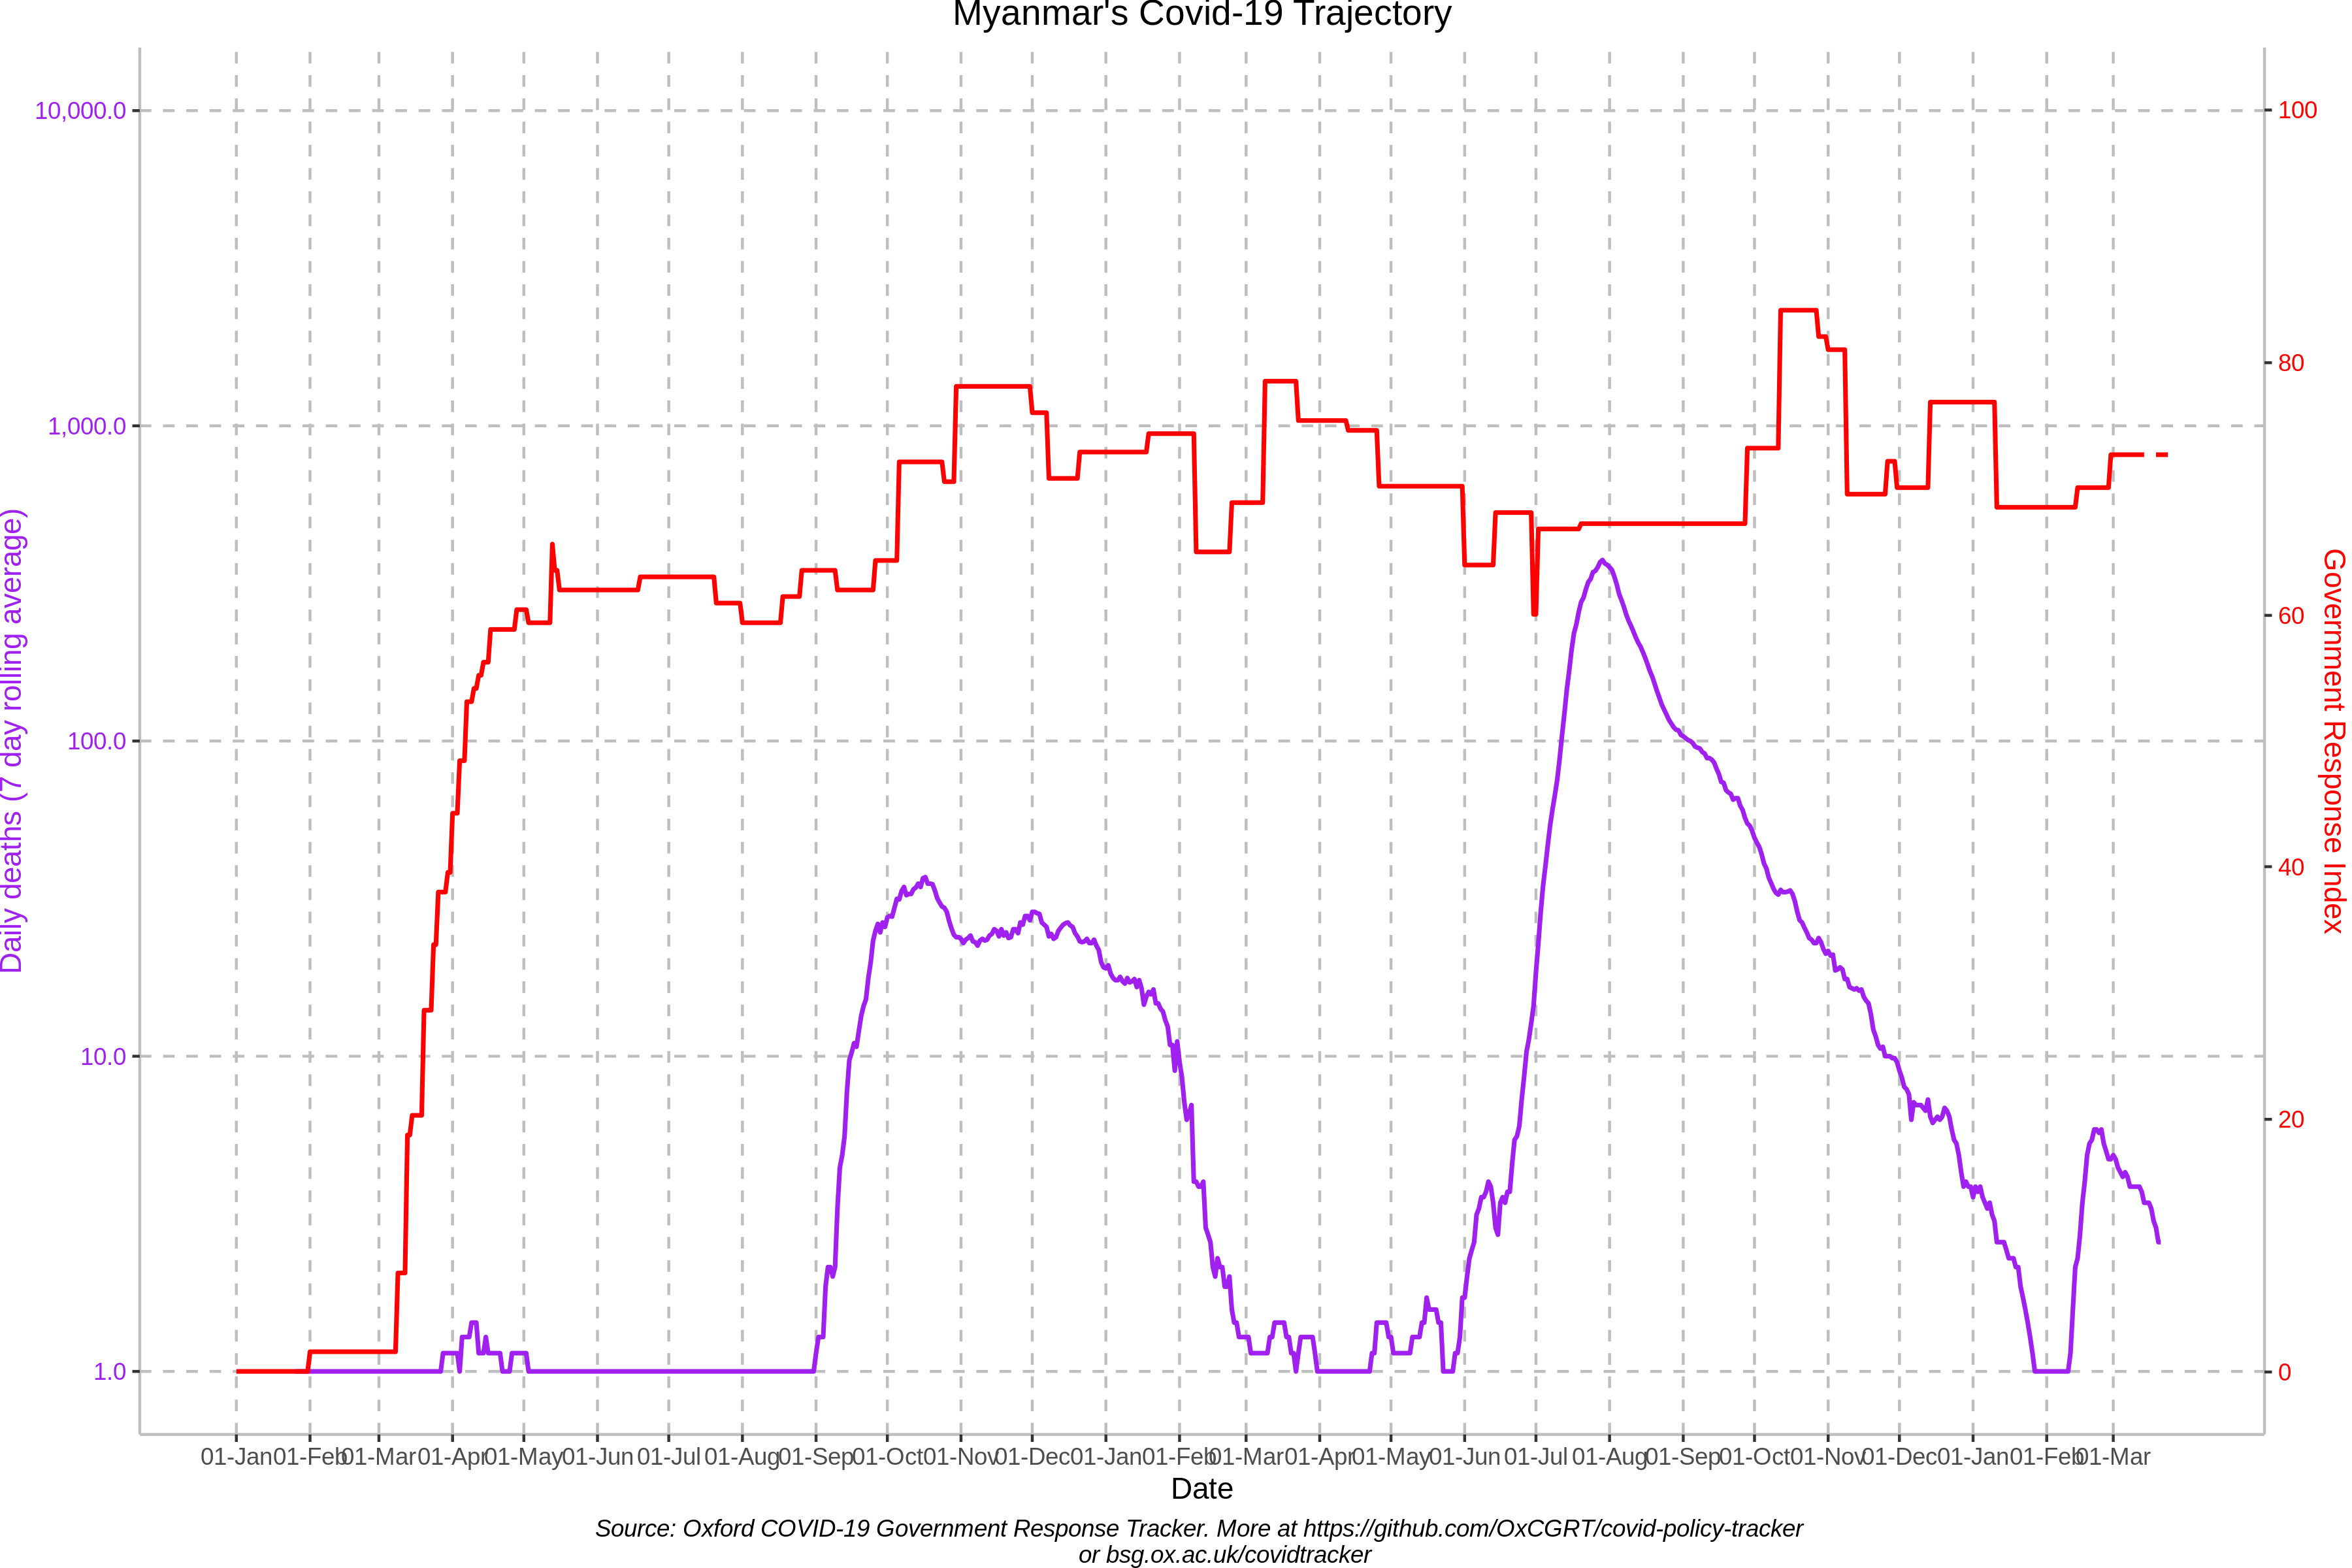 Myanmar's Covid-19 Trajectory
10,000.0
1,000.0
100.0
10.0
1.0
Daily deaths (7 day rolling average)
100
80
60
40
20
0
Government Response Index
01-Jan 01-Feb 01-Mar 01-Apr 01-May 01-Jun 01-Jul 01-Aug 01-Sep 01-Oct 01-Nov 01-Dec 01-Jan 01-Feb 01-Mar 01-Apr 01-May 01-Jun 01-Jul 01-Aug 01-Sep 01-Oct 01-Nov 01-Dec 01-Jan 01-Feb 01-Mar
Date
Source: Oxford COVID-19 Government Response Tracker. More at https://github.com/OxCGRT/covid-policy-tracker
or bsg.ox.ac.uk/covidtracker